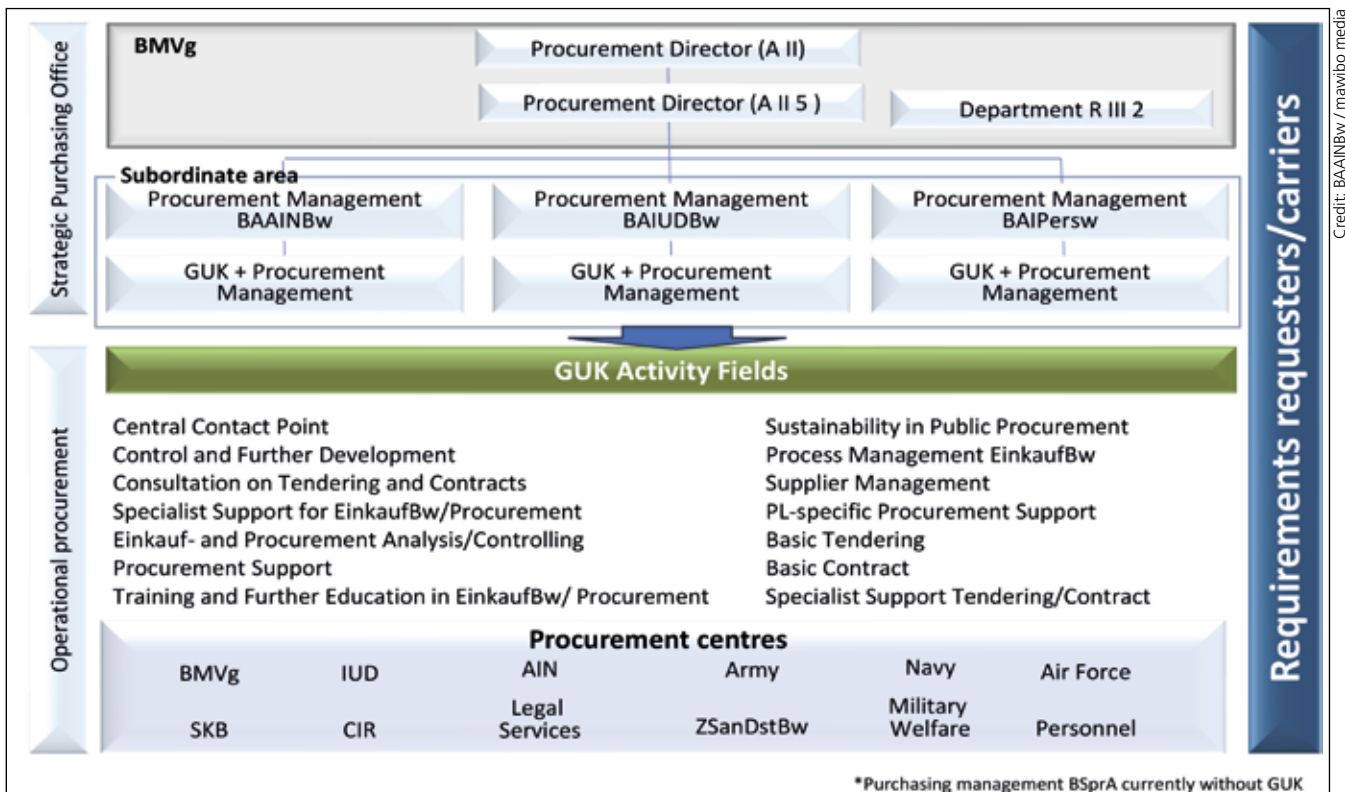 Strategic Purchasing Office
BMVg
Procurement Director (A II)
Procurement Director (A II 5 )
Department R III 2
Subordinate area
Procurement Management
BAAINBw
Procurement Management
BAIUDBw
Procurement Management
BAIPersw
GUK + Procurement
Management
GUK + Procurement
Management
GUK + Procurement
Management
Operational procurement
GUK Activity Fields
Central Contact Point
Control and Further Development
Consultation on Tendering and Contracts
Specialist Support for EinkaufBw/Procurement
Einkauf- and Procurement Analysis/Controlling
Procurement Support
Training and Further Education in EinkaufBw/ Procurement
Sustainability in Public Procurement
Process Management EinkaufBw
Supplier Management
PL-specific Procurement Support
Basic Tendering
Basic Contract
Specialist Support Tendering/Contract
Procurement centres
BMVg
IUD
AIN
Army
Navy
Air Force
SKB
CIR
Legal
Services
ZSanDstBw
Military
Welfare
Personnel
Requirements requesters/carriers
*Purchasing management BSprA currently without GUK
Credit: BAAINBw / mawibo media